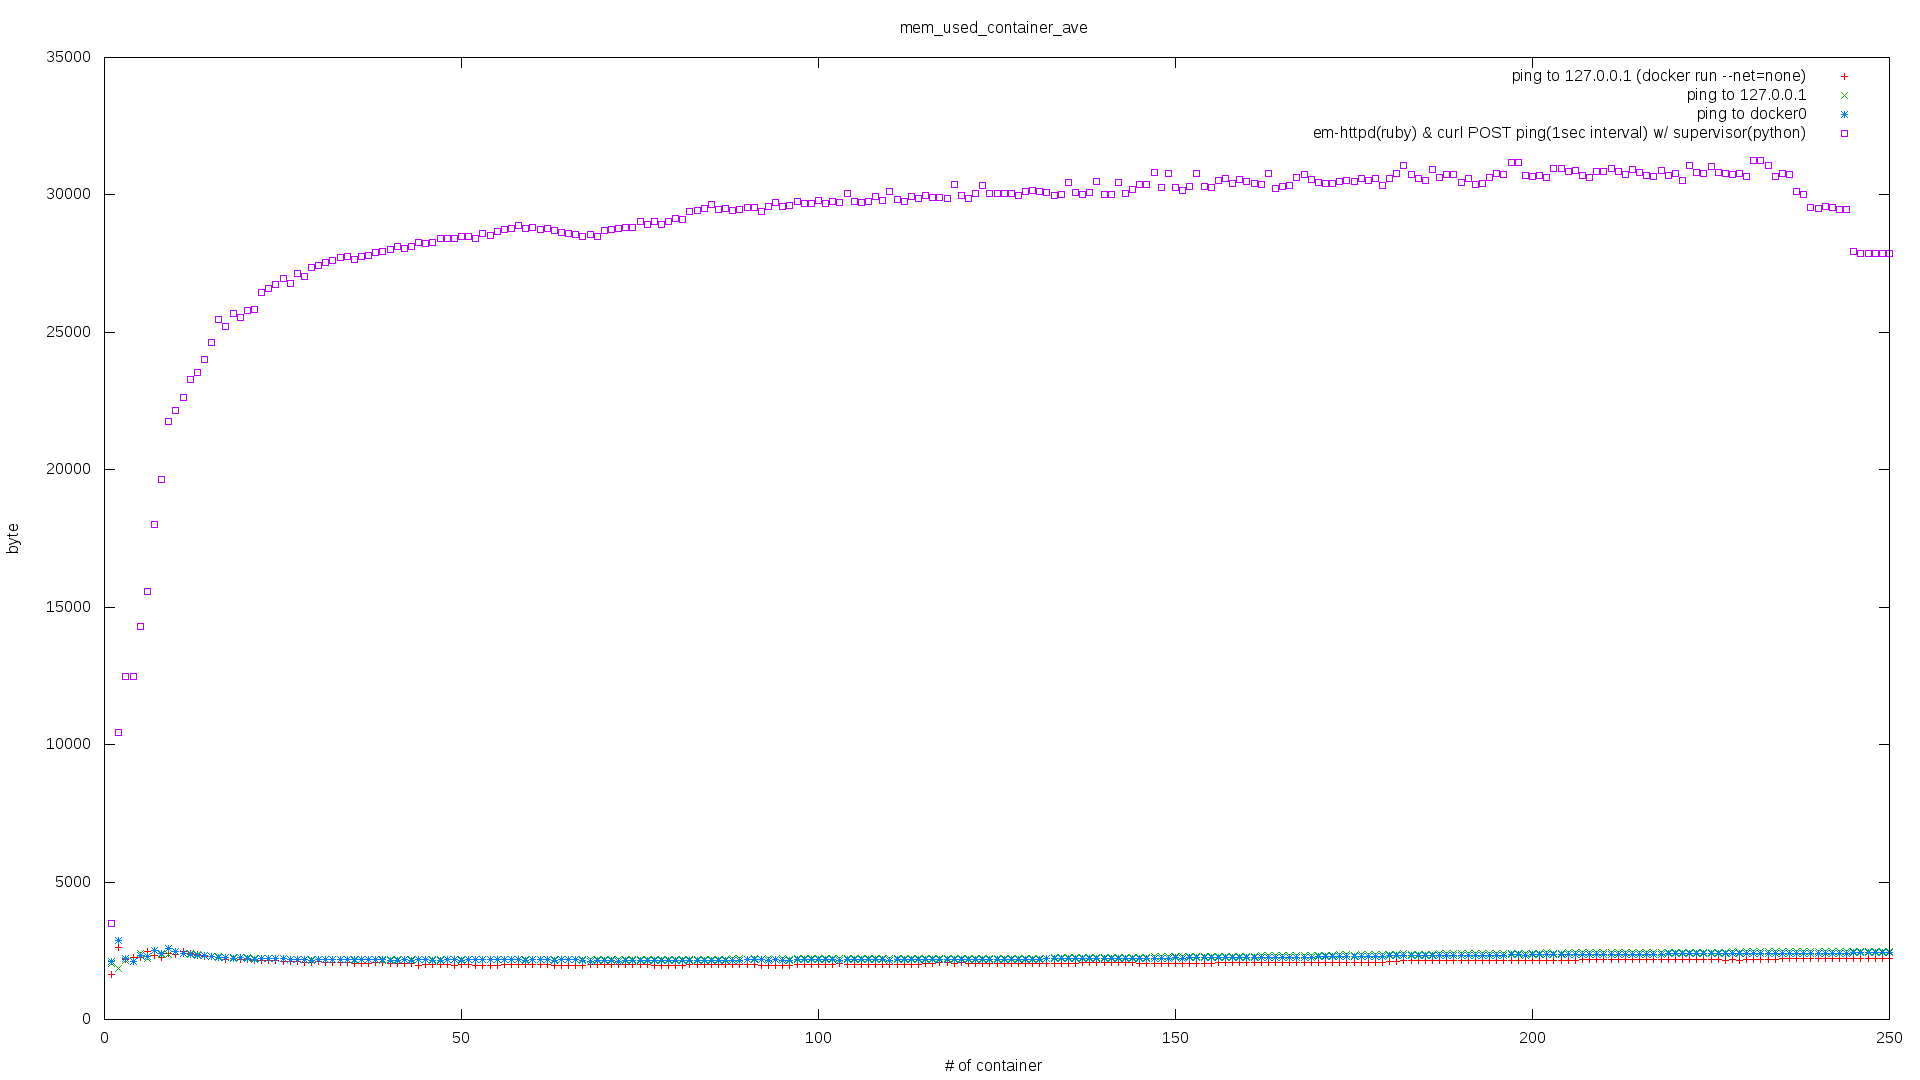 mem_used_container_ave
35000
30000
25000
20000
15000
10000
5000
0
byte
ping to 127.0.0.1 (docker run --net=none)
ping to 127.0.0.1
ping to docker0
em-httpd(ruby) & curl POST ping(1sec interval) w/ supervisor(python)
0 50 100 150 200 250
# of container